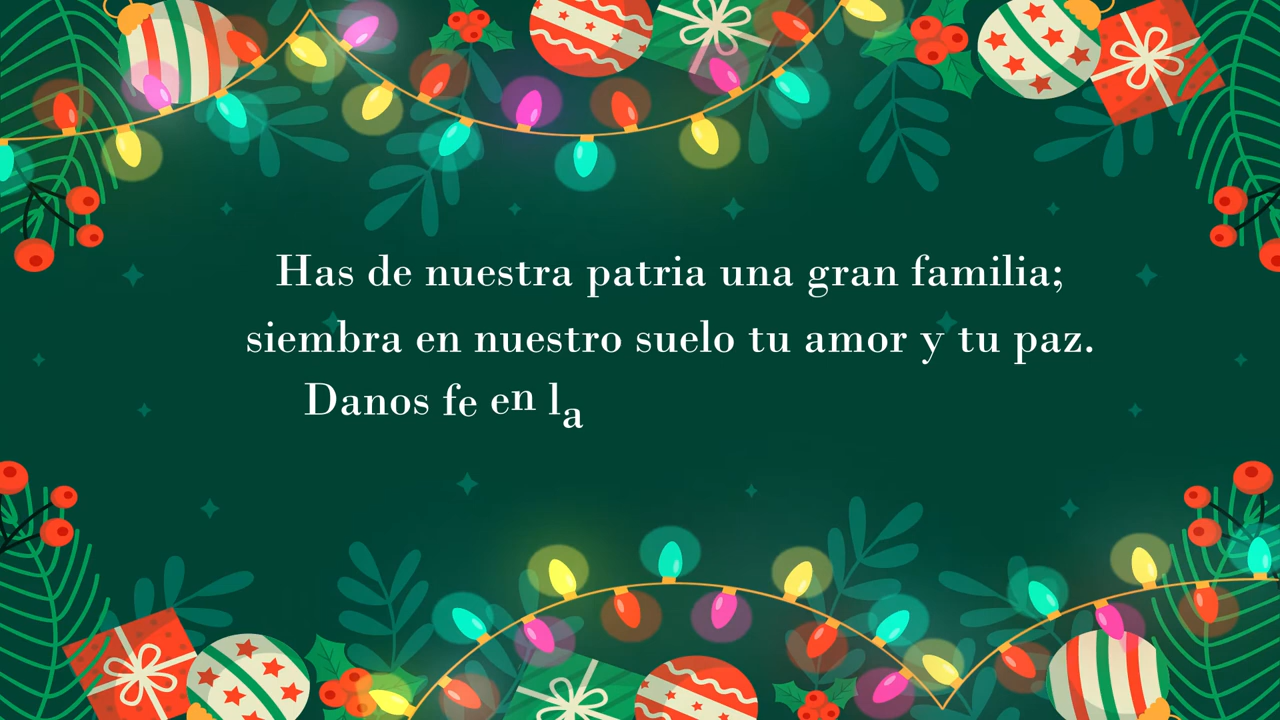 Has de nuestra patria una gran familia;
siembra en nuestro suelo tu amor y tu paz.
Danos fe en la